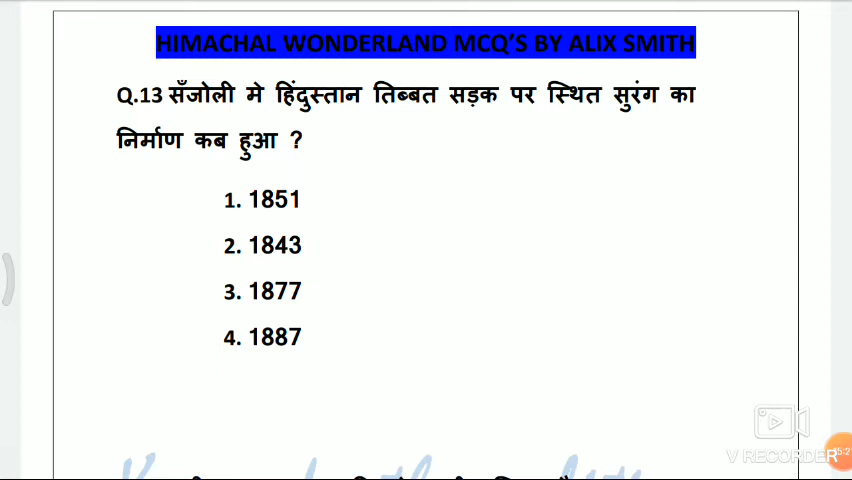 HIMACHAL WONDERLAND MCQ'S BY ALIX SMITH
Q.13 सँजोली मे हिंदुस्तान तिब्बत सड़क पर स्थित सुरंग का
निर्माण कब हुआ ?
1. 1851
2. 1843
3. 1877
4. 1887
V RECORDER